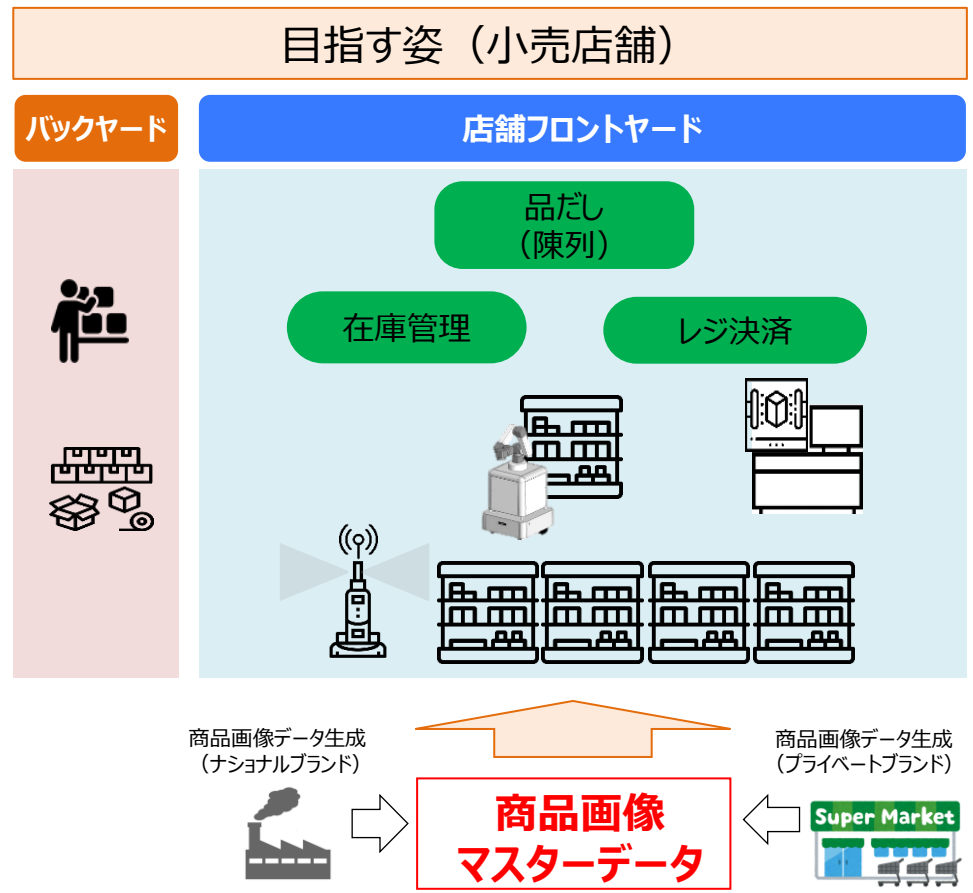 目指す姿（小売店舗）
バックヤード
店舗フロントヤード
品だし
（陳列）
在庫管理
レジ決済
商品画像データ生成
（ナショナルブランド）
商品画像データ生成
（プライベートブランド）
商品画像
マスターデータ
Super Market